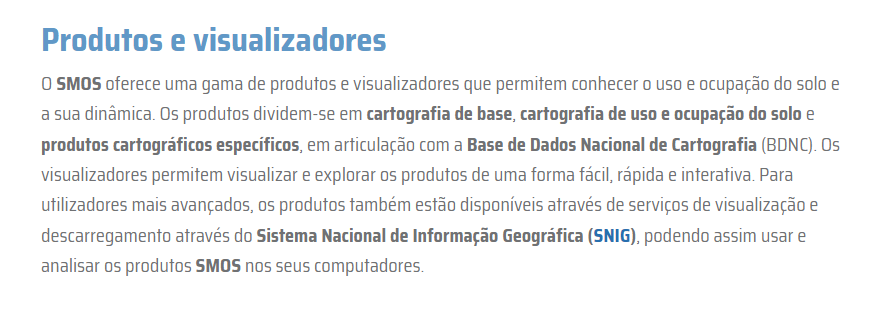 Produtos e visualizadores
O SMOS oferece uma gama de produtos e visualizadores que permitem conhecer o uso e ocupação do solo e
a sua dinâmica. Os produtos dividem-se em cartografia de base, cartografia de uso e ocupação do solo e
produtos cartográficos específicos, em articulação com a Base de Dados Nacional de Cartografia (BDNC). Os
visualizadores permitem visualizar e explorar os produtos de uma forma fácil, rápida e interativa. Para
utilizadores mais avançados, os produtos também estão disponíveis através de serviços de visualização e
descarregamento através do Sistema Nacional de Informação Geográfica (SNIG), podendo assim usar e
analisar os produtos SMOS nos seus computadores.